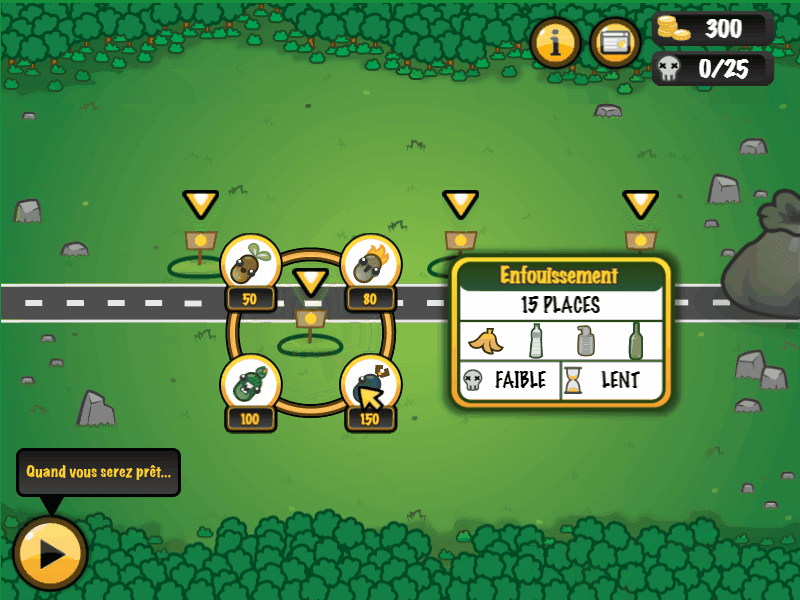 300
0/25
50
80
Enfouissement
15 PLACES
FAIBLE
LENT
100
150
Quand vous serez prêt...